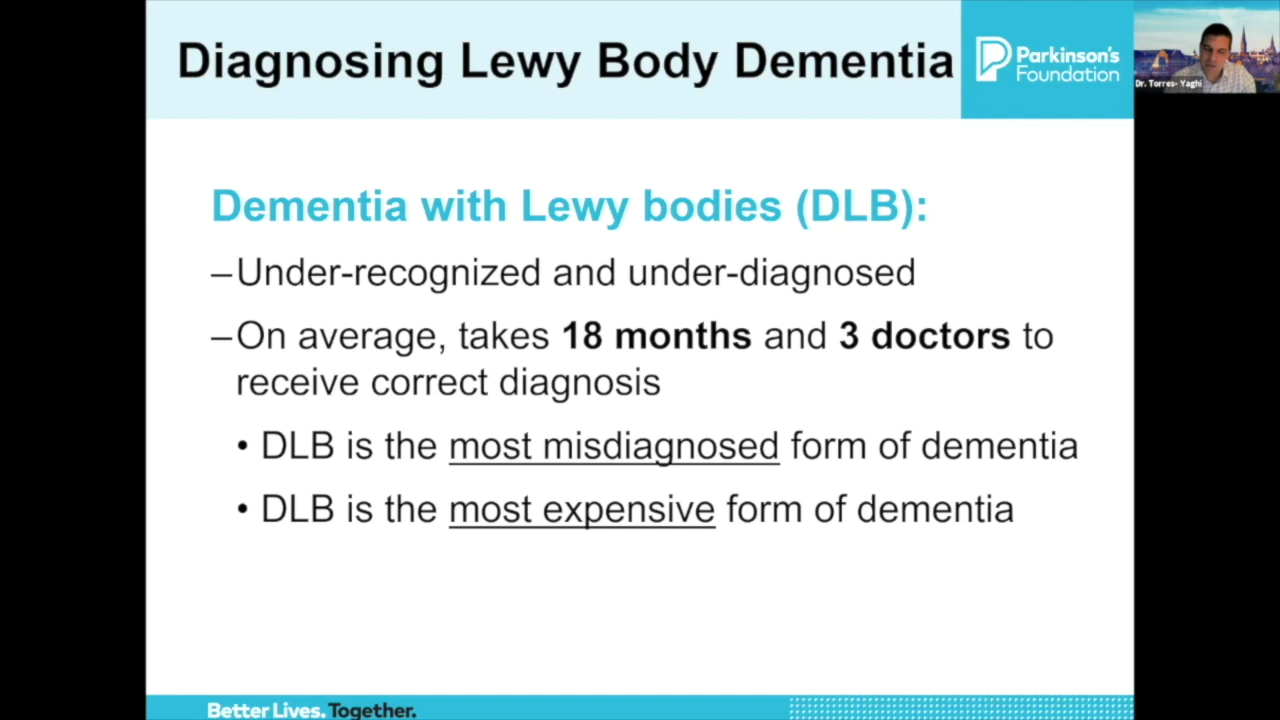 Diagnosing Lewy Body Dementia
Parkinson's
Foundation
Dr. Torres- Yaghi
Dementia with Lewy bodies (DLB):
–Under-recognized and under-diagnosed
–On average, takes 18 months and 3 doctors to
receive correct diagnosis
• DLB is the most misdiagnosed form of dementia
• DLB is the most expensive form of dementia
Better Lives. Together.